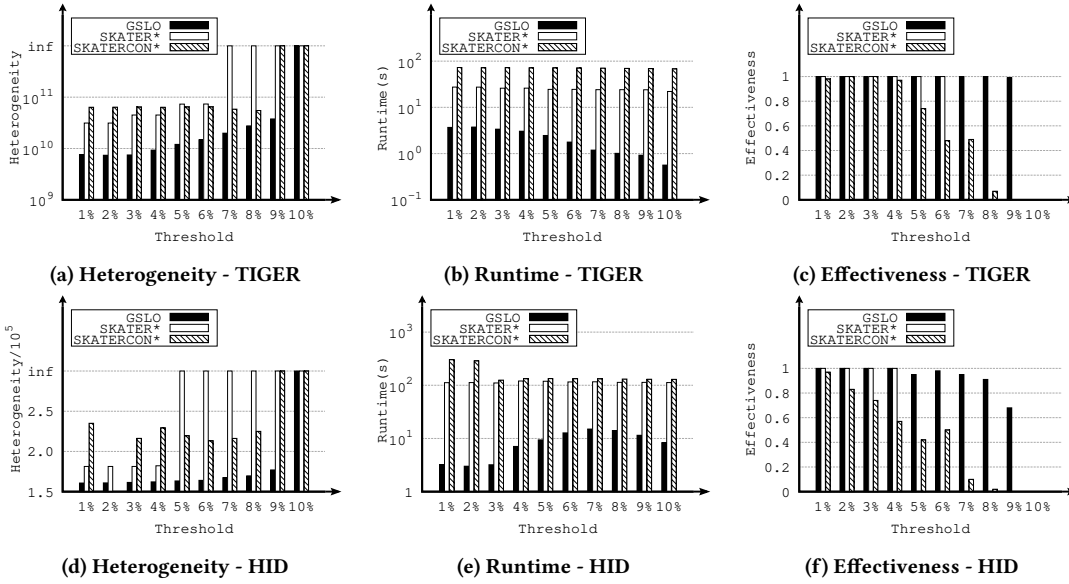 GSLO
SKATER*
SKATERCON*
Heterogeneity
inf
10^11
10^10
10^9
1% 2% 3% 4% 5% 6% 7% 8% 9% 10%
Threshold
(a) Heterogeneity - TIGER
GSLO
SKATER*
SKATERCON*
Runtime(s)
10^2
10^1
10^0
10^-1
1% 2% 3% 4% 5% 6% 7% 8% 9% 10%
Threshold
(b) Runtime - TIGER
GSLO
SKATER*
SKATERCON*
Effectiveness
1
0.8
0.6
0.4
0.2
0
1% 2% 3% 4% 5% 6% 7% 8% 9% 10%
Threshold
(c) Effectiveness - TIGER
GSLO
SKATER*
SKATERCON*
Heterogeneity/10^5
inf
2.5
2.0
1.5
1% 2% 3% 4% 5% 6% 7% 8% 9% 10%
Threshold
(d) Heterogeneity - HID
GSLO
SKATER*
SKATERCON*
Runtime(s)
10^3
10^2
10^1
1
1% 2% 3% 4% 5% 6% 7% 8% 9% 10%
Threshold
(e) Runtime - HID
GSLO
SKATER*
SKATERCON*
Effectiveness
1
0.8
0.6
0.4
0.2
0
1% 2% 3% 4% 5% 6% 7% 8% 9% 10%
Threshold
(f) Effectiveness - HID